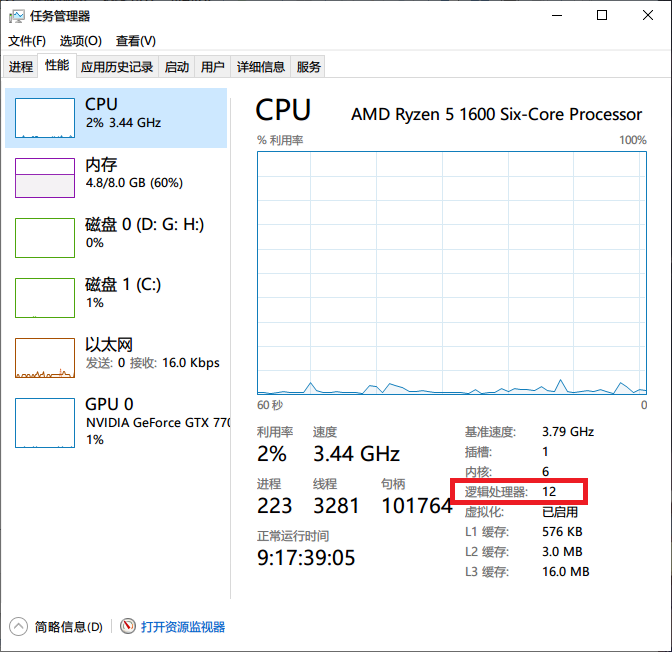 任务管理器
文件(F) 选项(O) 查看(V)
进程 性能 应用历史记录 启动 用户 详细信息 服务
CPU
2% 3.44 GHz
内存
4.8/8.0 GB (60%)
磁盘 0 (D: G: H:)
0%
磁盘 1 (C:)
1%
以太网
发送: 0 接收: 16.0 Kbps
GPU 0
NVIDIA GeForce GTX 770
1%
CPU AMD Ryzen 5 1600 Six-Core Processor
% 利用率 100%
60 秒 0
利用率 速度
2% 3.44 GHz
进程 线程 句柄
223 3281 101764
正常运行时间
9:17:39:05
基准速度: 3.79 GHz
插槽: 1
内核: 6
逻辑处理器: 12
虚拟化: 已启用
L1 缓存: 576 KB
L2 缓存: 3.0 MB
L3 缓存: 16.0 MB
简略信息(D) 打开资源监视器